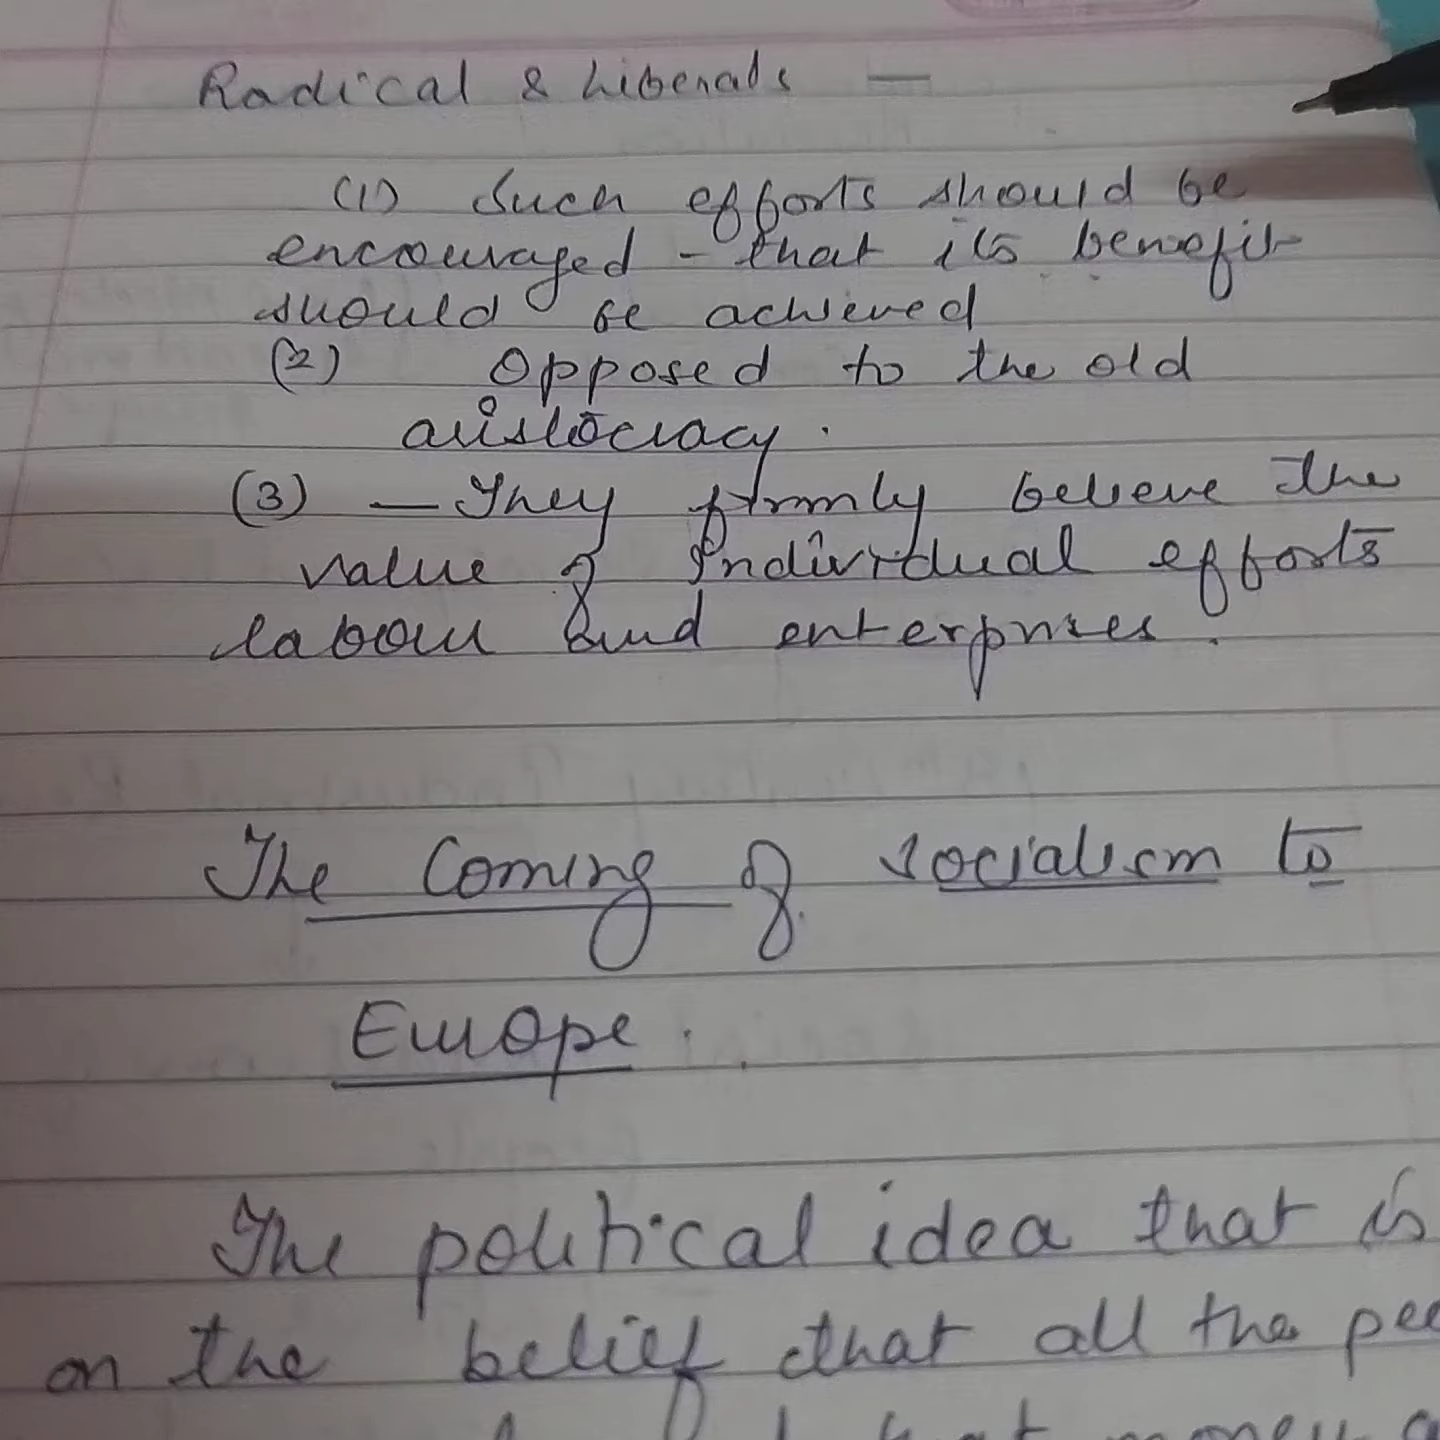 Radical & Liberals —
(1) Such efforts should be
encouraged - that its benefit
should be achieved
(2) Opposed to the old
aristocracy.
(3) — They firmly believe the
value of individual efforts
labour and enterprises.
The Coming of Socialism to
Europe.
The political idea that is
on the belief that all the
that money